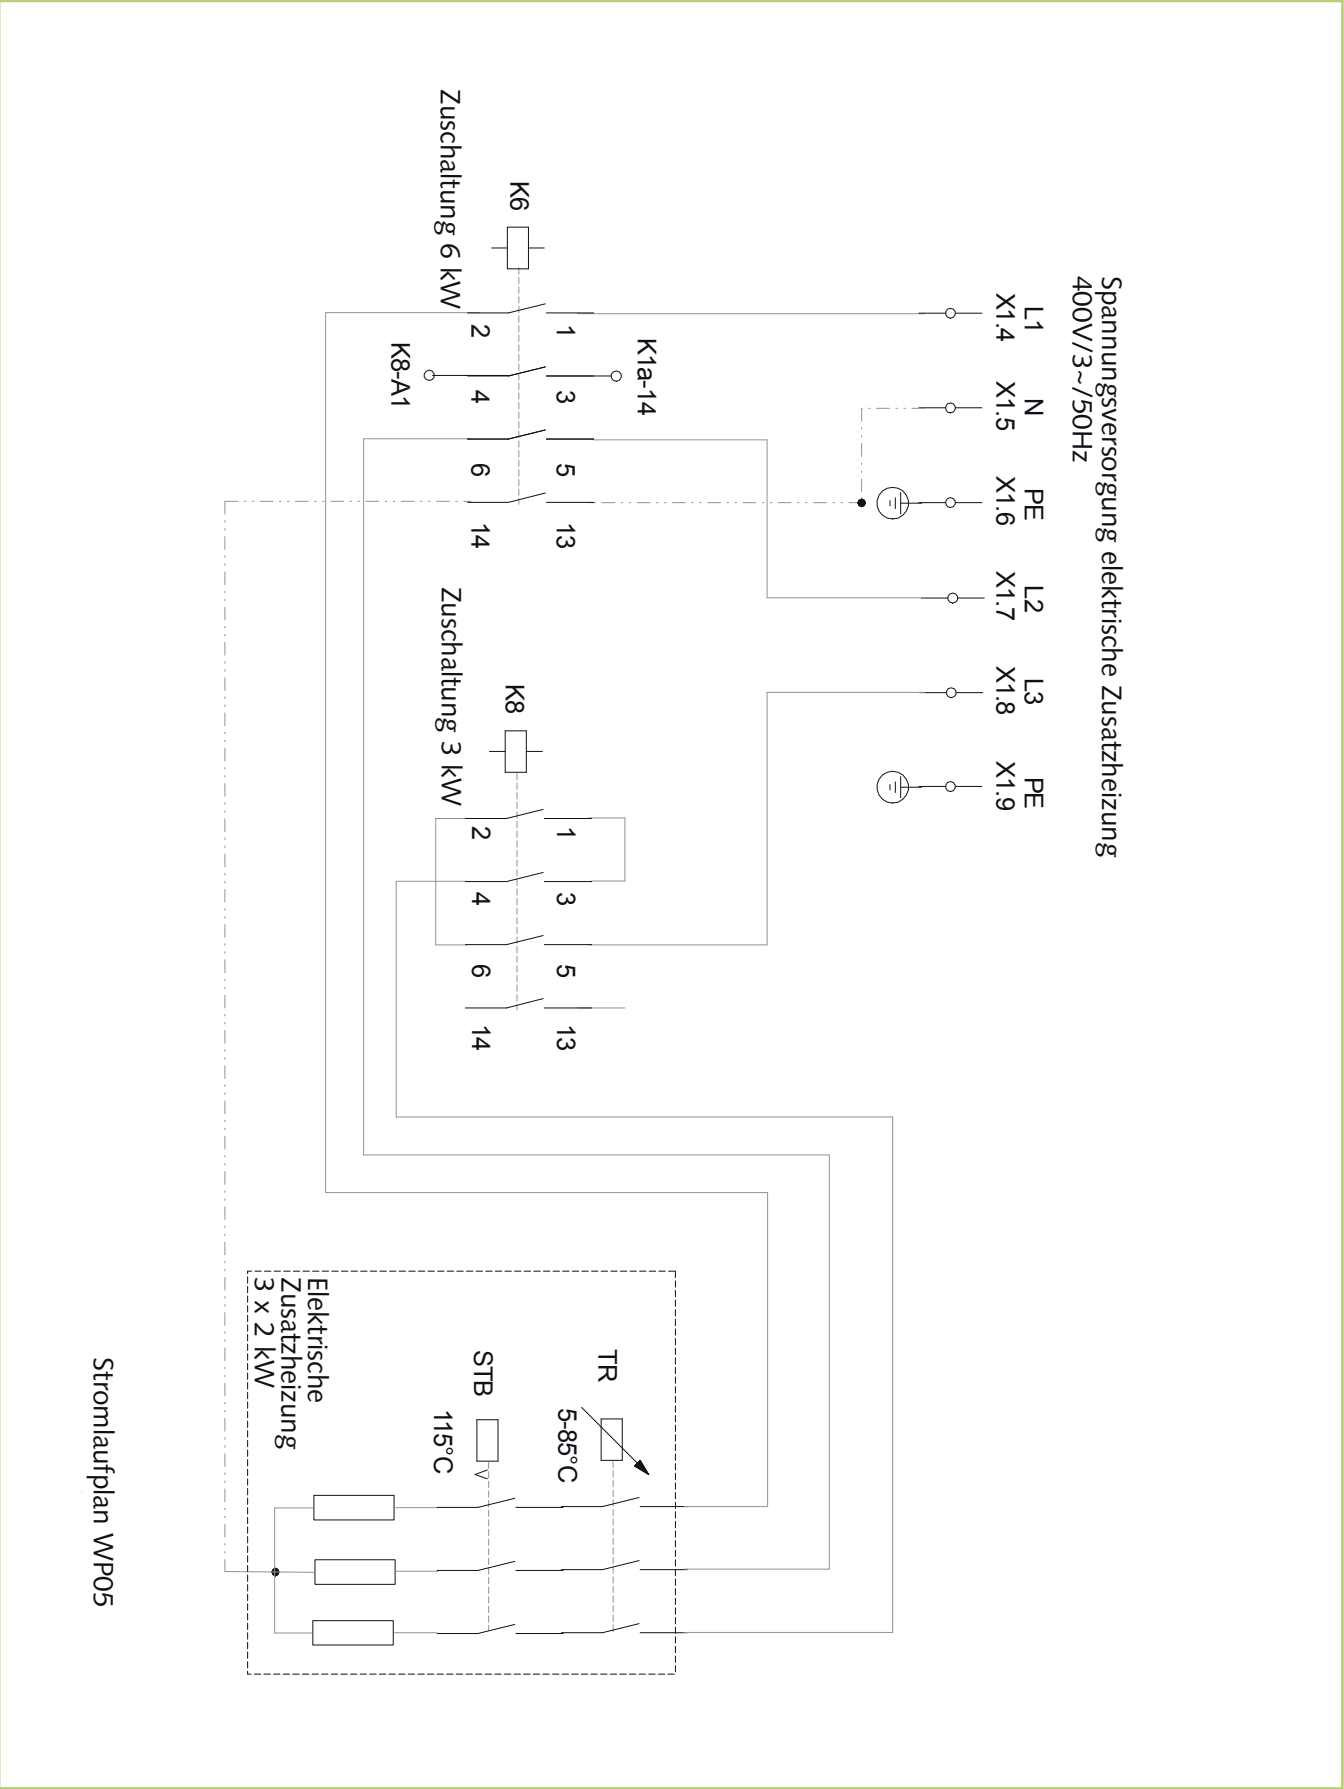 Spannungsversorgung elektrische Zusatzheizung
400V/3~/50Hz
L1
X1.4
N
X1.5
PE
X1.6
L2
X1.7
L3
X1.8
PE
X1.9
K1a-14
K6
1
3
5
13
2
4
6
14
Zuschaltung 6 kW
K8-A1
K8
1
3
5
13
2
4
6
14
Zuschaltung 3 kW
TR
5-85°C
STB
115°C
Elektrische
Zusatzheizung
3 x 2 kW
Stromlaufplan WP05